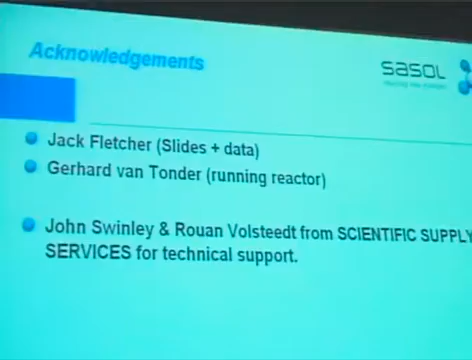 Acknowledgements
sasol
Jack Fletcher (Slides + data)
Gerhard van Tonder (running reactor)
John Swinley & Rouan Volsteedt from SCIENTIFIC SUPPLY
SERVICES for technical support.